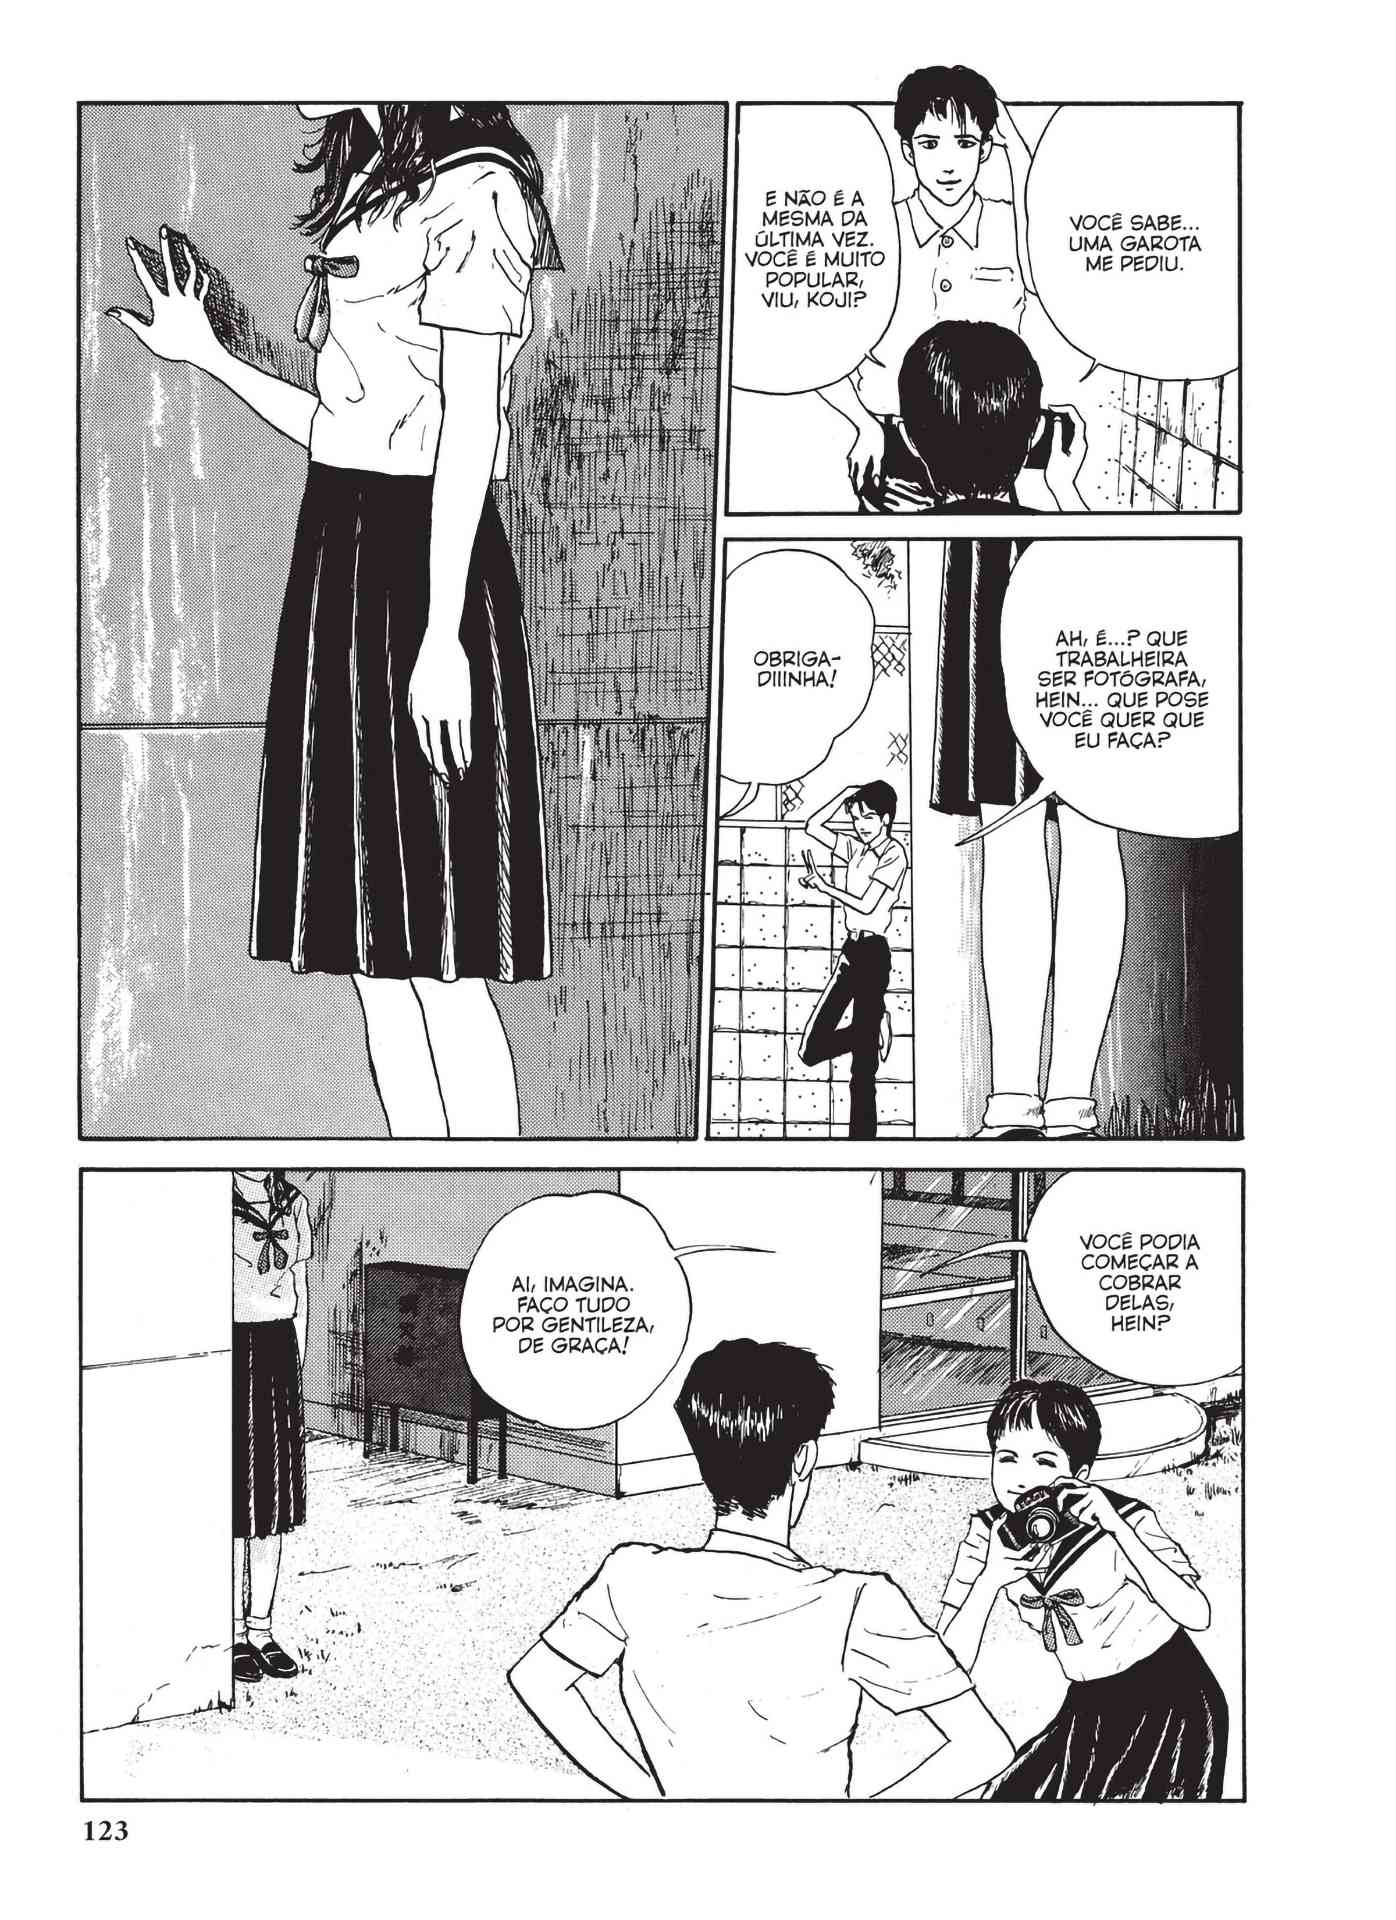 VOCÊ SABE...
UMA GAROTA
ME PEDIU.
E NÃO É A
MESMA DA
ÚLTIMA VEZ.
VOCÊ É MUITO
POPULAR,
VIU, KOJI?
AH, É...? QUE
TRABALHEIRA
SER FOTÓGRAFA,
HEIN... QUE POSE
VOCÊ QUER QUE
EU FAÇA?
OBRIGA-
DIIINHA!
VOCÊ PODIA
COMEÇAR A
COBRAR
DELAS,
HEIN?
AI, IMAGINA.
FAÇO TUDO
POR GENTILEZA,
DE GRAÇA!
123